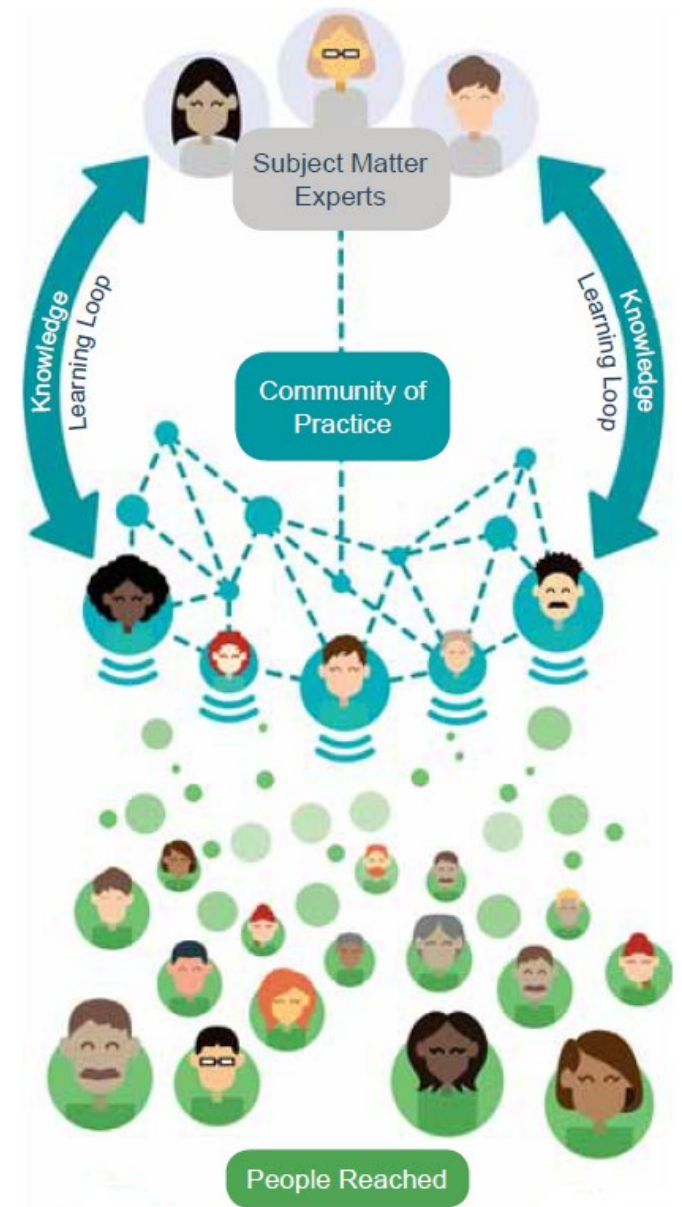 Subject Matter
Experts
Knowledge
Learning Loop
Knowledge
Learning Loop
Community of
Practice
People Reached